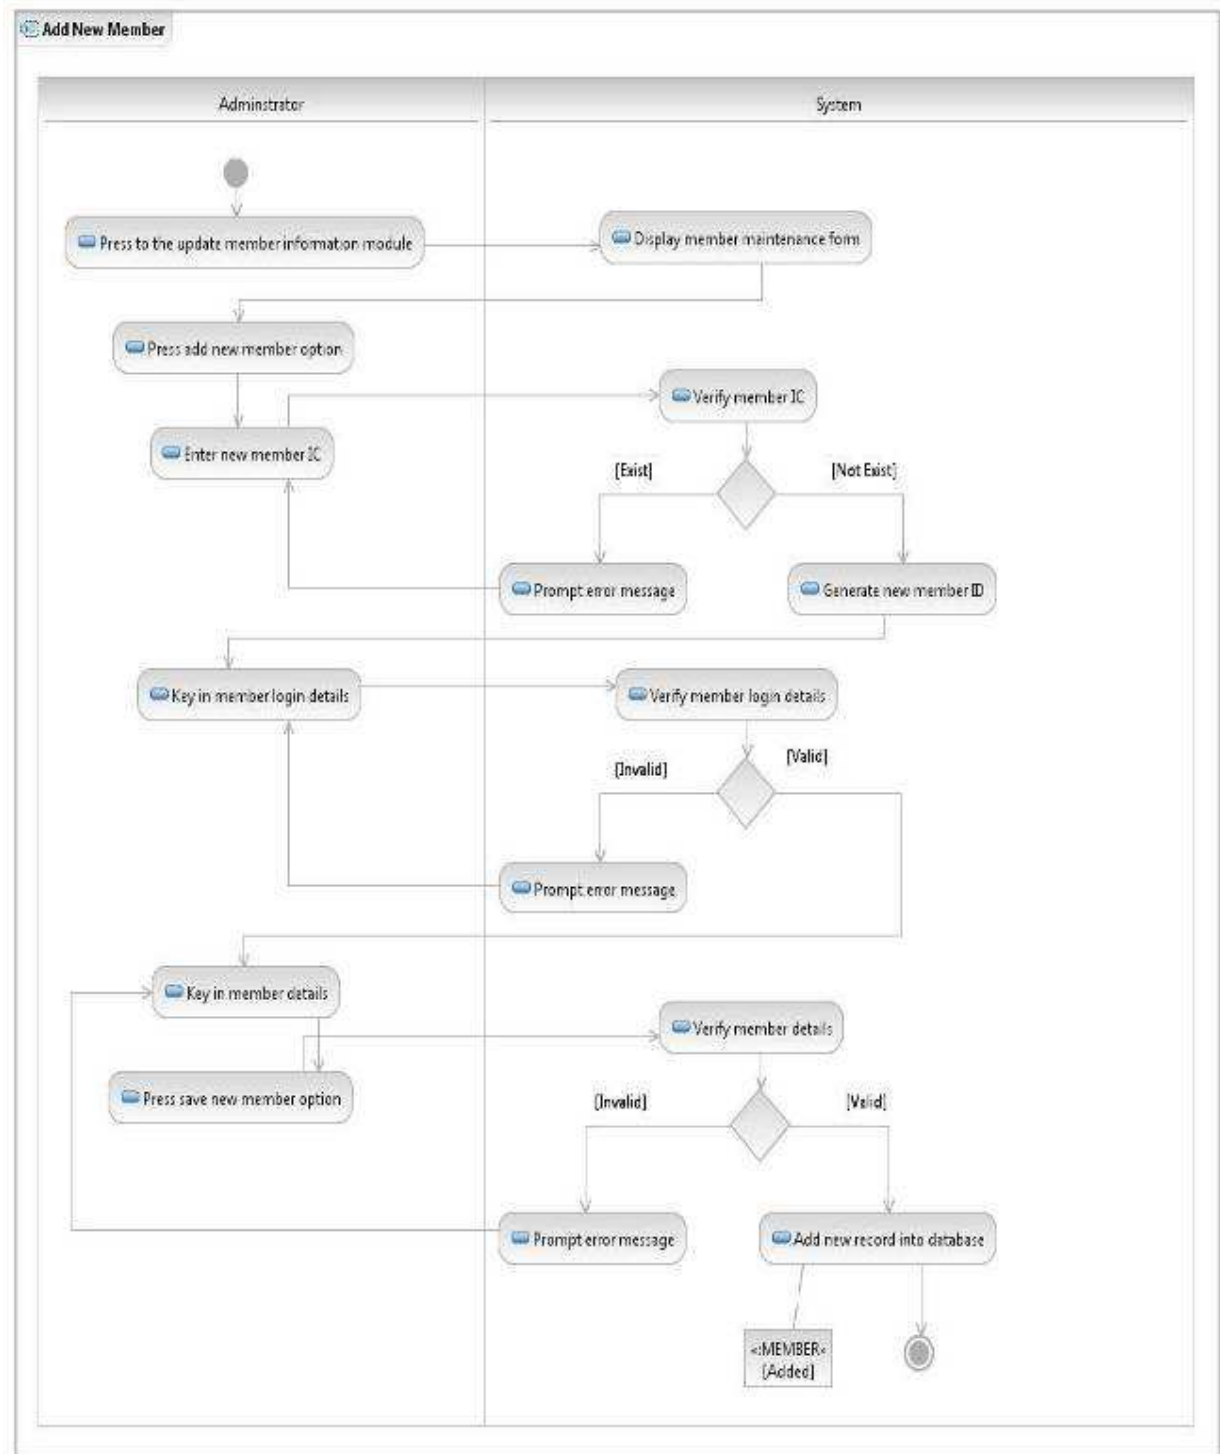 Add New Member
Adminstrator
System
Press to the update member information module
Display member maintenance form
Press add new member option
Verify member IC
Enter new member IC
[Exist]
[Not Exist]
Prompt error message
Generate new member ID
Key in member login details
Verify member login details
[Valid]
[Invalid]
Prompt error message
Key in member details
Verify member details
Press save new member option
[Invalid]
[Valid]
Prompt error message
Add new record into database
<:MEMBER>
[Added]